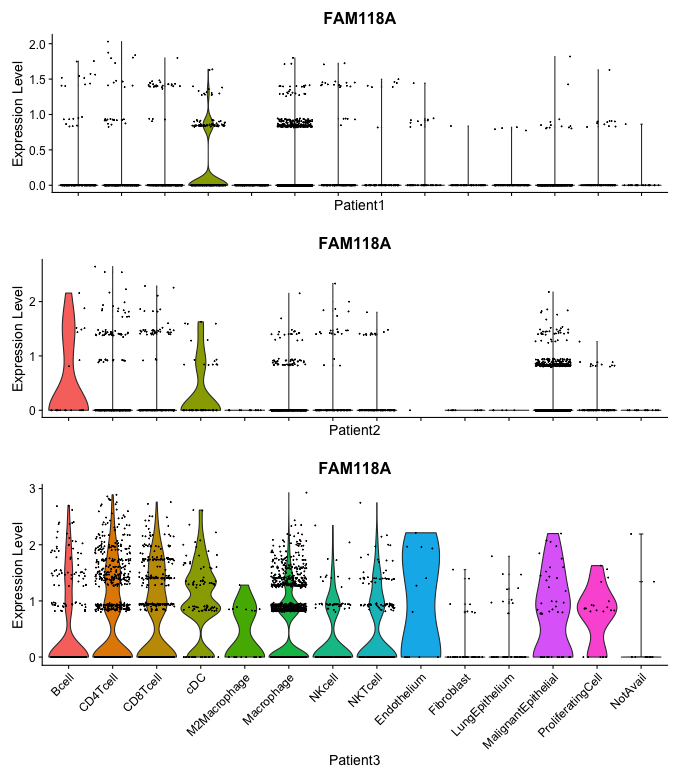 FAM118A
Expression Level
2.0
1.5
1.0
0.5
0.0
Patient1
FAM118A
Expression Level
2
1
0
Patient2
FAM118A
Expression Level
3
2
1
0
Bcell
CD4Tcell
CD8Tcell
cDC
M2Macrophage
Macrophage
NKcell
NKTcell
Endothelium
Fibroblast
LungEpithelium
MalignantEpithelial
ProliferatingCell
NotAvail
Patient3